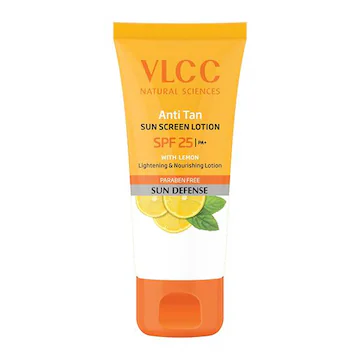 VLCC
NATURAL SCIENCES
Anti Tan
SUN SCREEN LOTION
SPF 25 | PA+
WITH LEMON
Lightening & Nourishing Lotion
PARABEN FREE
SUN DEFENSE